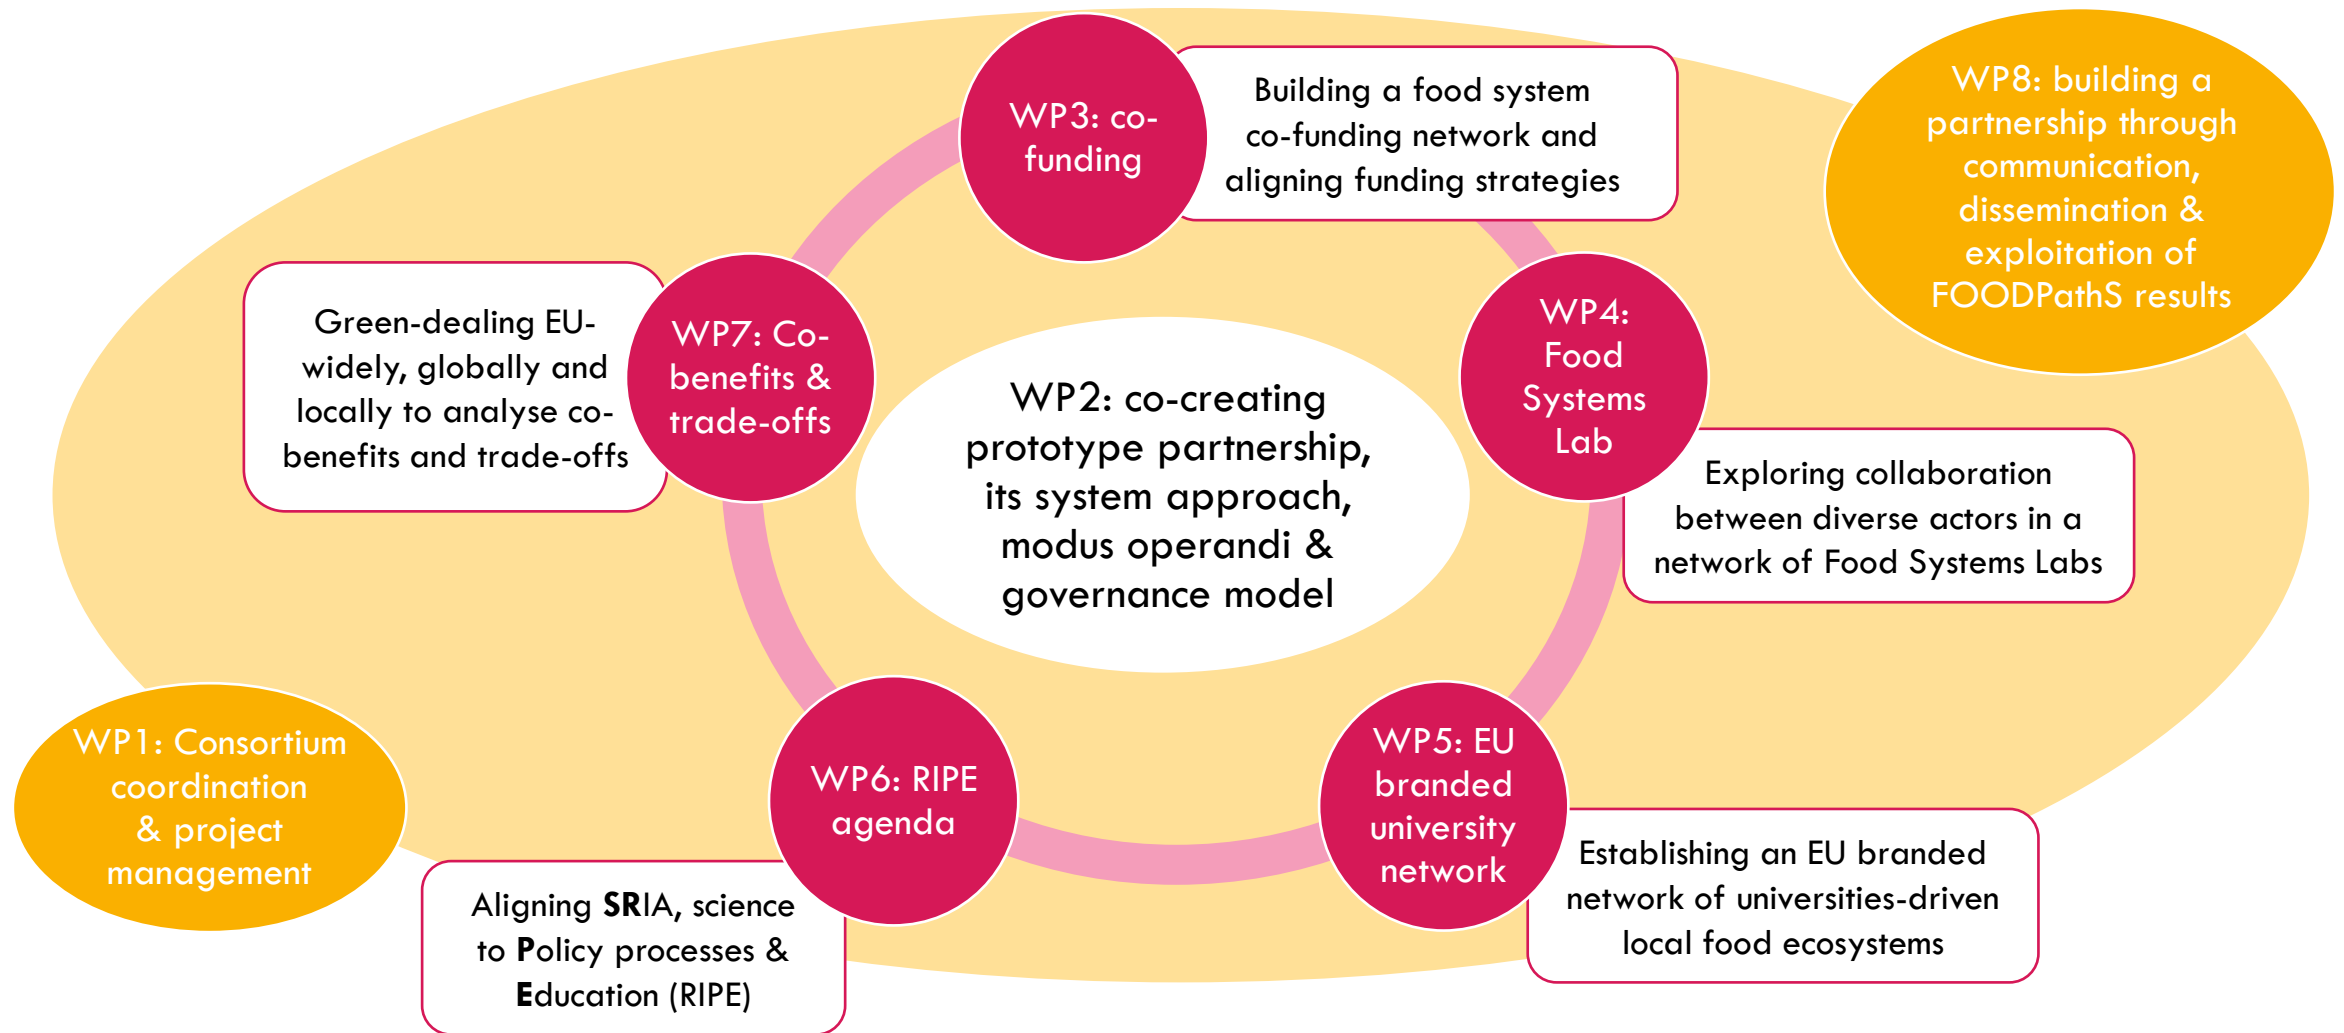 WP3: co-
funding
Building a food system
co-funding network and
aligning funding strategies
WP8: building a
partnership through
communication,
dissemination &
exploitation of
FOODPathS results
Green-dealing EU-
widely, globally and
locally to analyse co-
benefits and trade-offs
WP7: Co-
benefits &
trade-offs
WP4:
Food
Systems
Lab
Exploring collaboration
between diverse actors in a
network of Food Systems Labs
WP2: co-creating
prototype partnership,
its system approach,
modus operandi &
governance model
WP1: Consortium
coordination
& project
management
WP6: RIPE
agenda
Aligning SRIA, science
to Policy processes &
Education (RIPE)
WP5: EU
branded
university
network
Establishing an EU branded
network of universities-driven
local food ecosystems